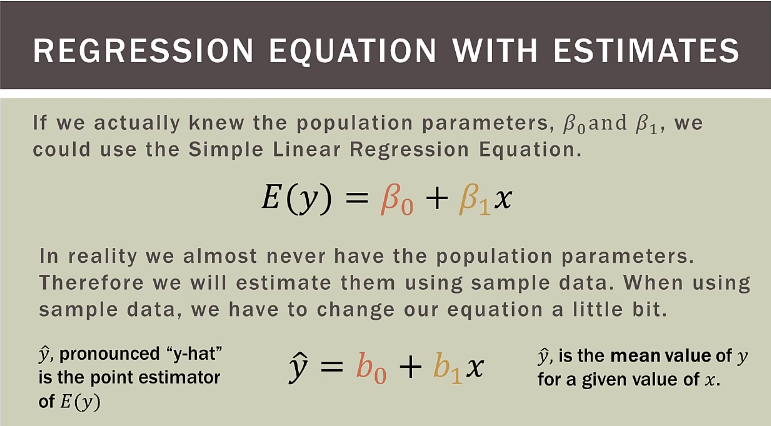 REGRESSION EQUATION WITH ESTIMATES
If we actually knew the population parameters, β₀and β₁, we
could use the Simple Linear Regression Equation.
E(y) = β₀ + β₁x
In reality we almost never have the population parameters.
Therefore we will estimate them using sample data. When using
sample data, we have to change our equation a little bit.
ŷ, pronounced “y-hat”
is the point estimator
of E(y)
ŷ = b₀ + b₁x
ŷ, is the mean value of y
for a given value of x.